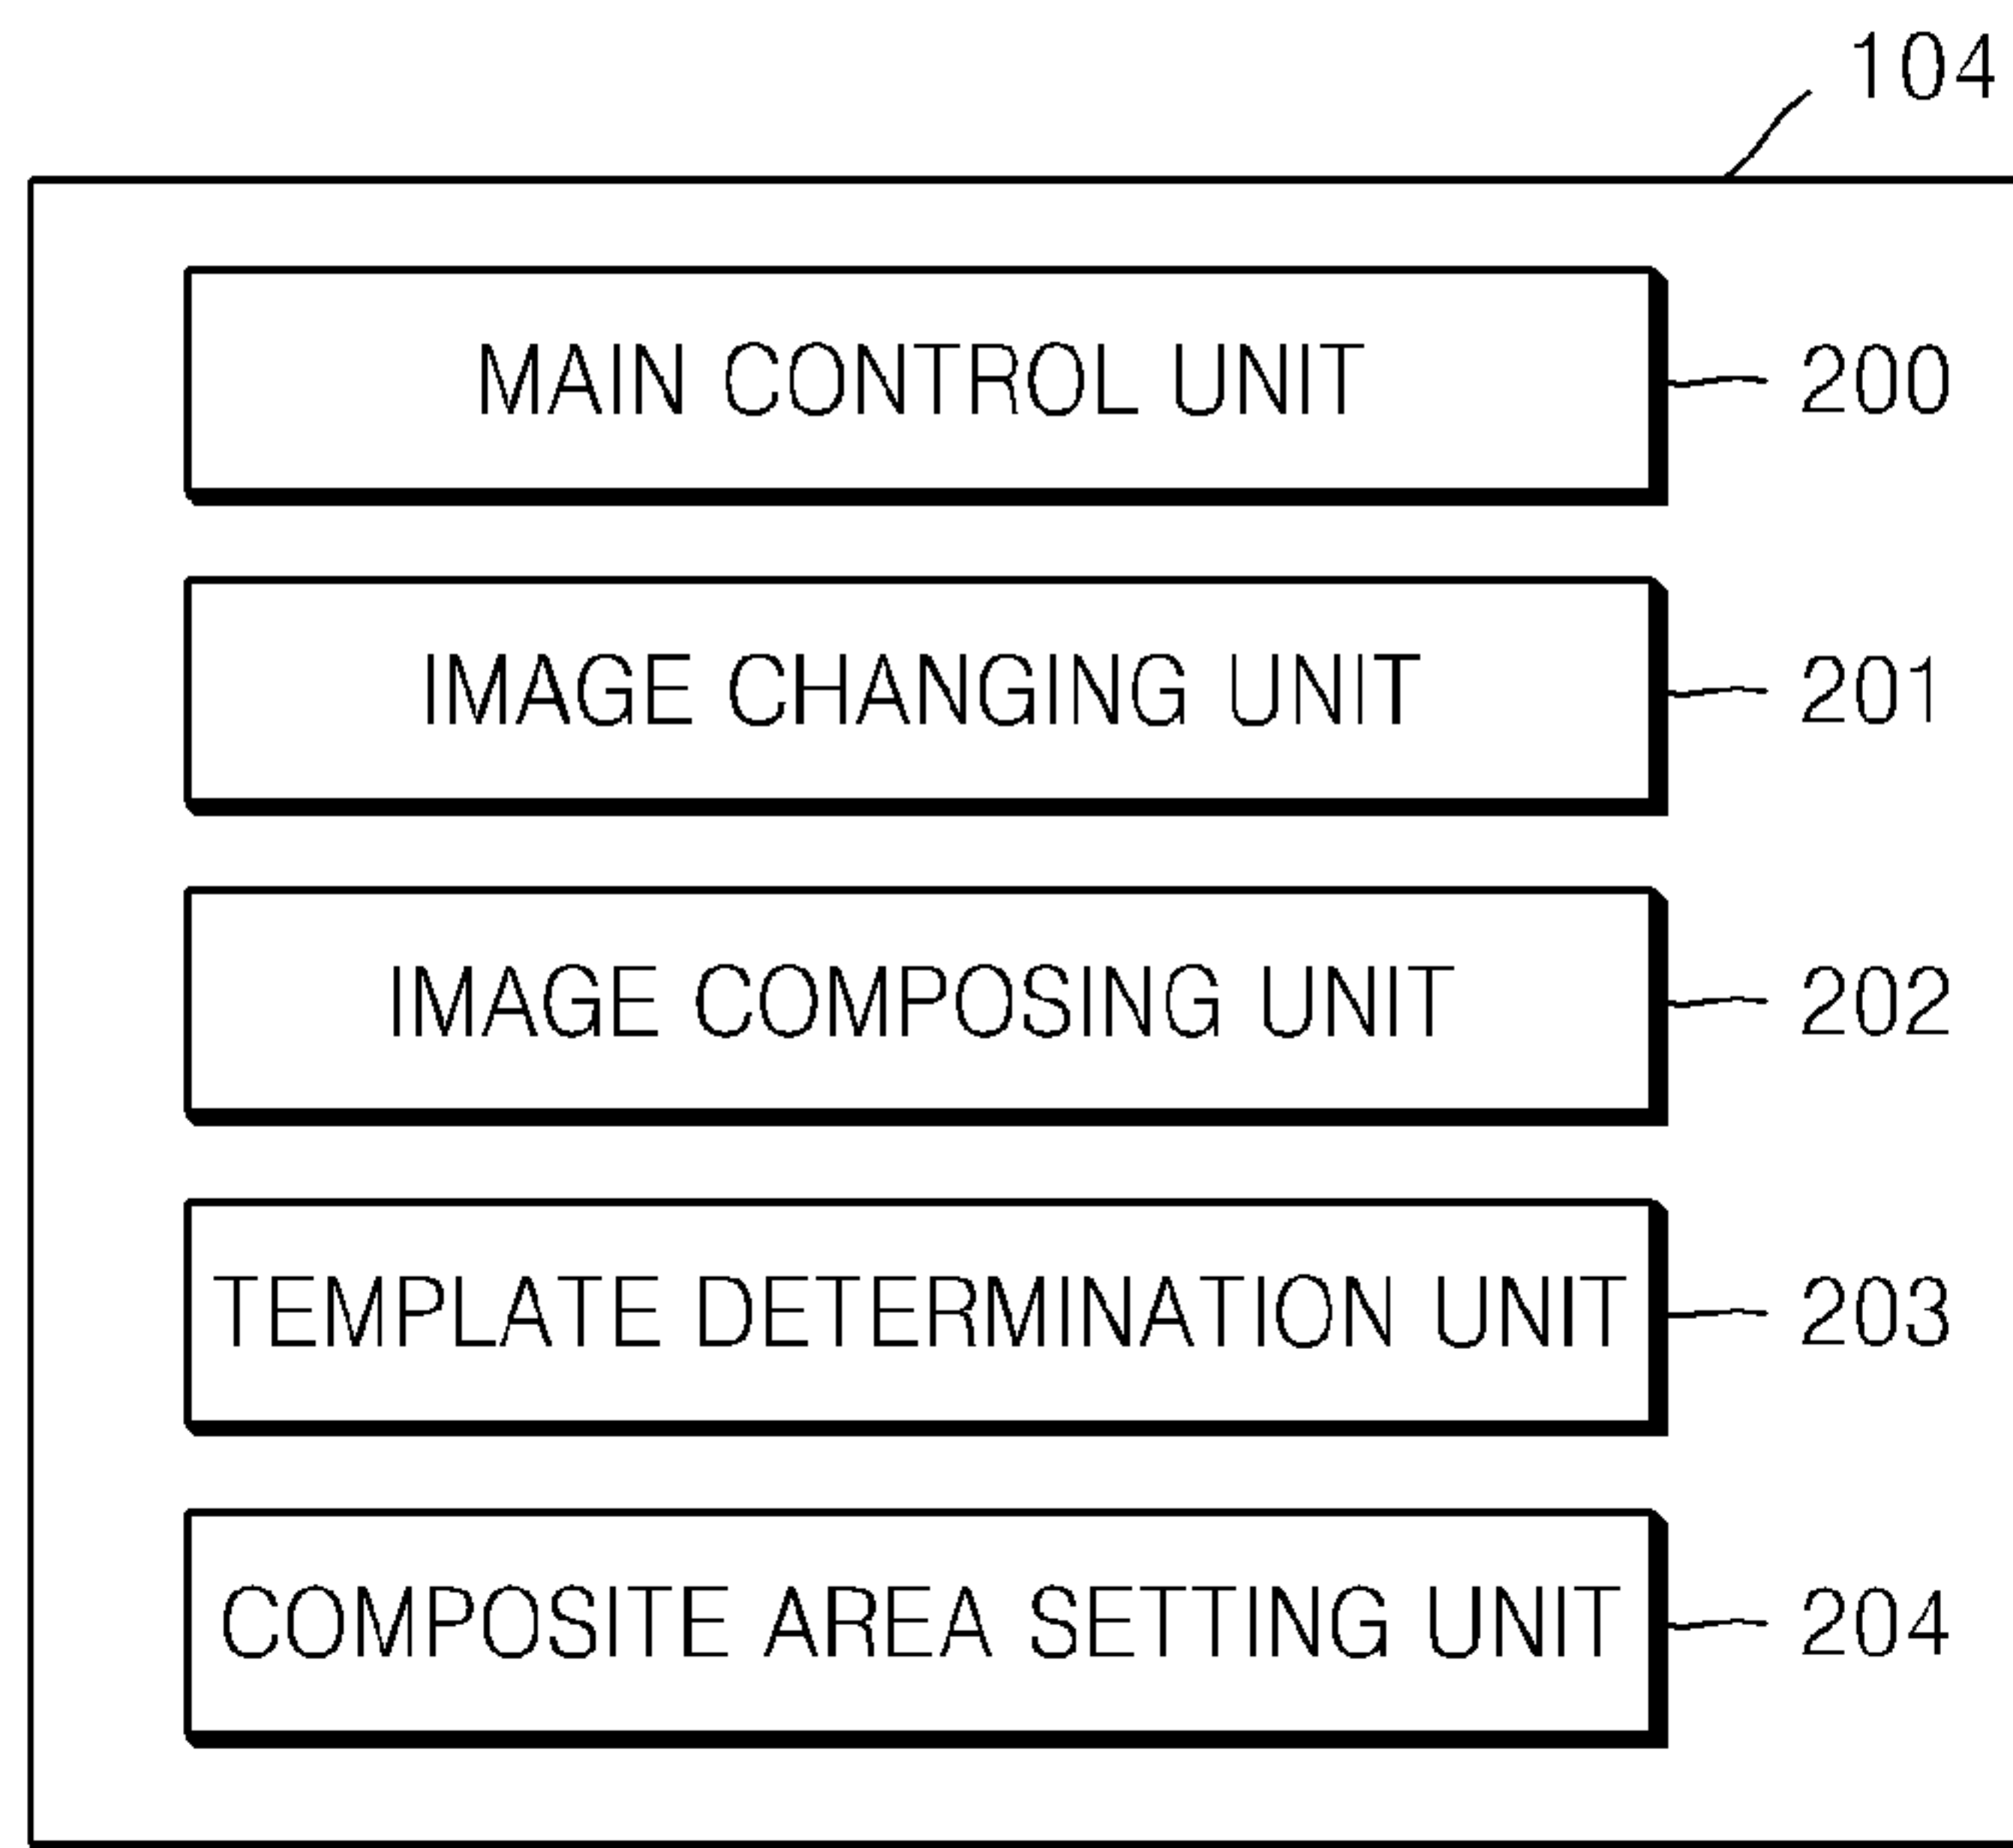 104
MAIN CONTROL UNIT 200
IMAGE CHANGING UNIT 201
IMAGE COMPOSING UNIT 202
TEMPLATE DETERMINATION UNIT 203
COMPOSITE AREA SETTING UNIT 204